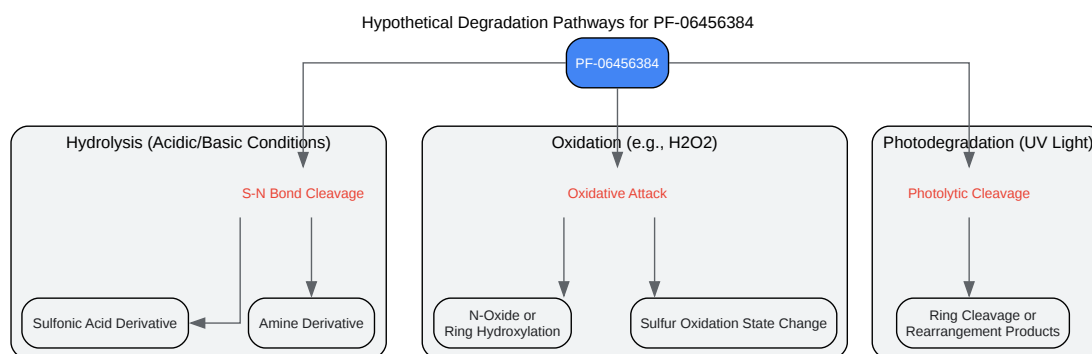 Hypothetical Degradation Pathways for PF-06456384
PF-06456384
Hydrolysis (Acidic/Basic Conditions)
Oxidation (e.g., H2O2)
Photodegradation (UV Light)
S-N Bond Cleavage
Oxidative Attack
Photolytic Cleavage
Sulfonic Acid Derivative
Amine Derivative
N-Oxide or
Ring Hydroxylation
Sulfur Oxidation State Change
Ring Cleavage or
Rearrangement Products